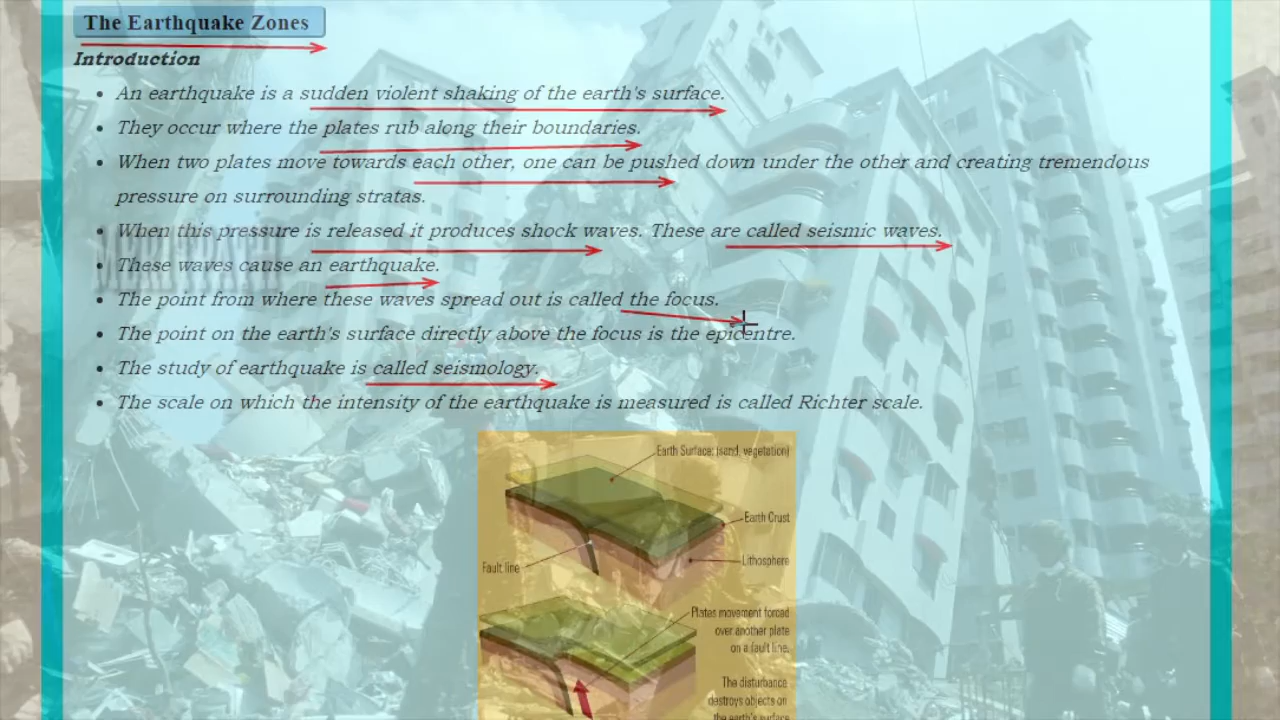 The Earthquake Zones
Introduction
An earthquake is a sudden violent shaking of the earth's surface.
They occur where the plates rub along their boundaries.
When two plates move towards each other, one can be pushed down under the other and creating tremendous
pressure on surrounding stratas.
When this pressure is released it produces shock waves. These are called seismic waves.
These waves cause an earthquake.
The point from where these waves spread out is called the focus.
The point on the earth's surface directly above the focus is the epicentre.
The study of earthquake is called seismology.
The scale on which the intensity of the earthquake is measured is called Richter scale.
Earth Surface: (sand, vegetation)
Earth Crust
Lithosphere
Fault line
Plates movement forced
over another plate
on a fault line.
The disturbance
destroys objects on
the earth's surface